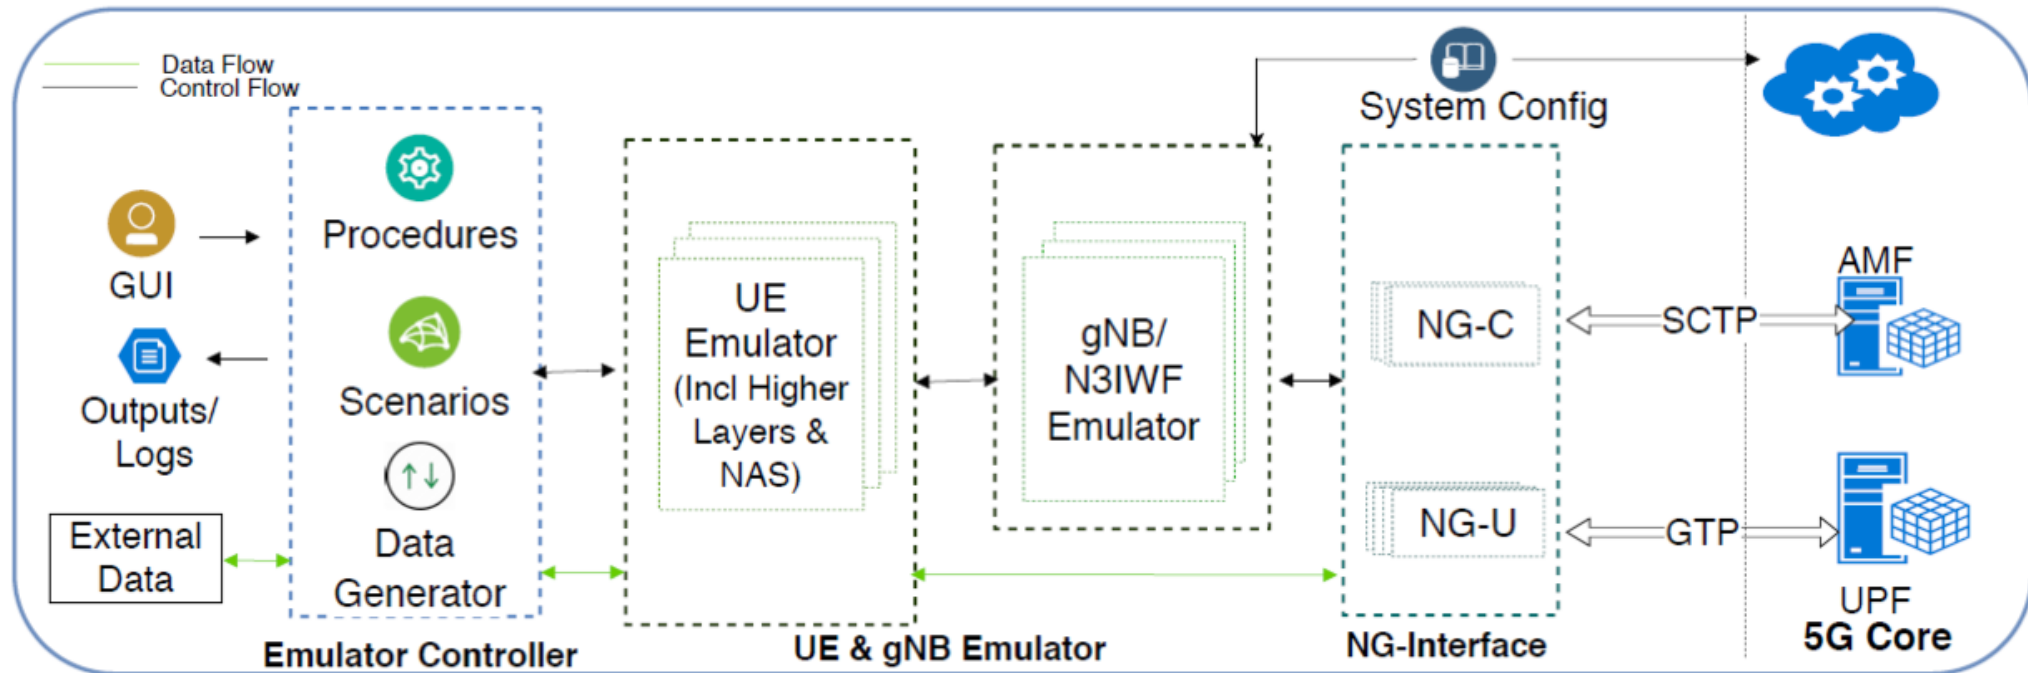 Data Flow
Control Flow
System Config
GUI
Outputs/
Logs
External
Data
Procedures
Scenarios
Data
Generator
Emulator Controller
UE
Emulator
(Incl Higher
Layers &
NAS)
gNB/
N3IWF
Emulator
UE & gNB Emulator
NG-C
NG-U
NG-Interface
SCTP
GTP
AMF
UPF
5G Core